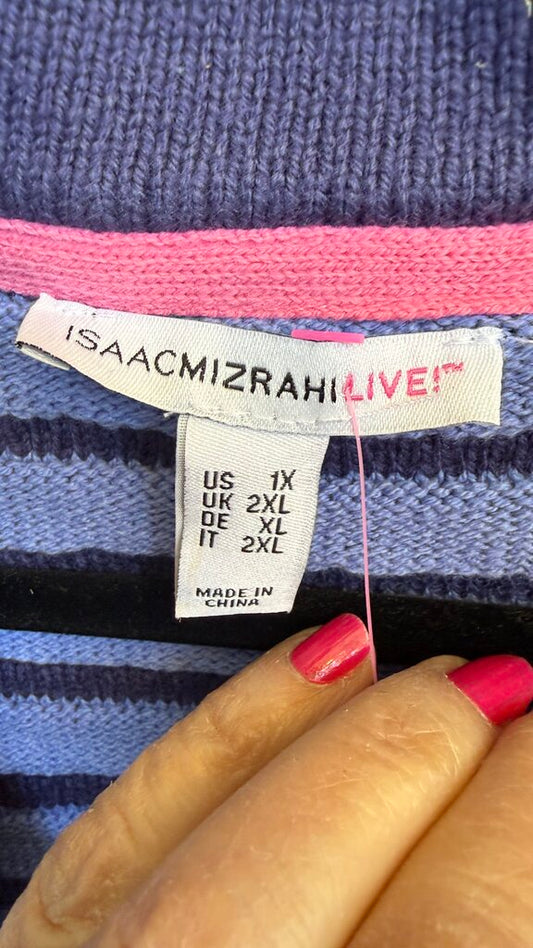 ISAACMIZRAHILIVE!™
US 1X
UK 2XL
DE XL
IT 2XL
MADE IN
CHINA